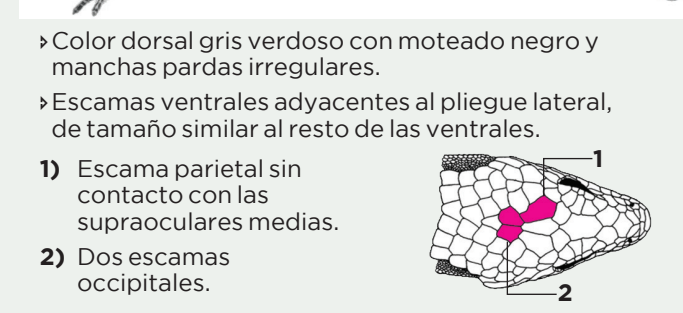 ▹Color dorsal gris verdoso con moteado negro y
manchas pardas irregulares.
▹Escamas ventrales adyacentes al pliegue lateral,
de tamaño similar al resto de las ventrales.
1) Escama parietal sin
contacto con las
supraoculares medias.
2) Dos escamas
occipitales.
1
2